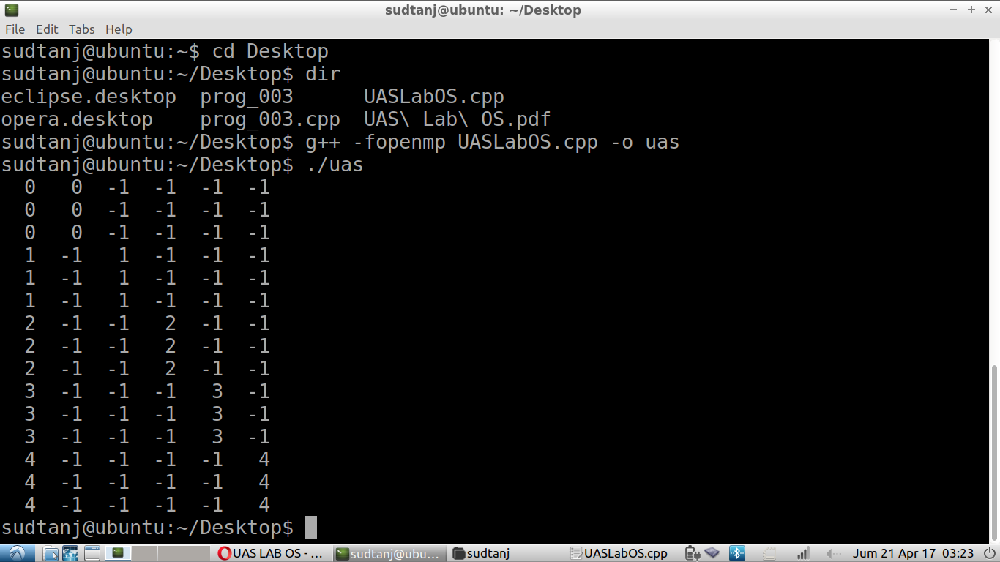 sudtanj@ubuntu: ~/Desktop
File Edit Tabs Help
sudtanj@ubuntu:~$ cd Desktop
sudtanj@ubuntu:~/Desktop$ dir
eclipse.desktop  prog_003      UASLabOS.cpp
opera.desktop    prog_003.cpp  UAS\ Lab\ OS.pdf
sudtanj@ubuntu:~/Desktop$ g++ -fopenmp UASLabOS.cpp -o uas
sudtanj@ubuntu:~/Desktop$ ./uas
  0   0  -1  -1  -1  -1
  0   0  -1  -1  -1  -1
  0   0  -1  -1  -1  -1
  1  -1   1  -1  -1  -1
  1  -1   1  -1  -1  -1
  1  -1   1  -1  -1  -1
  2  -1  -1   2  -1  -1
  2  -1  -1   2  -1  -1
  2  -1  -1   2  -1  -1
  3  -1  -1  -1   3  -1
  3  -1  -1  -1   3  -1
  3  -1  -1  -1   3  -1
  4  -1  -1  -1  -1   4
  4  -1  -1  -1  -1   4
  4  -1  -1  -1  -1   4
sudtanj@ubuntu:~/Desktop$
UAS LAB OS - ... sudtanj@ubu... sudtanj UASLabOS.cpp Jum 21 Apr 17 03:23